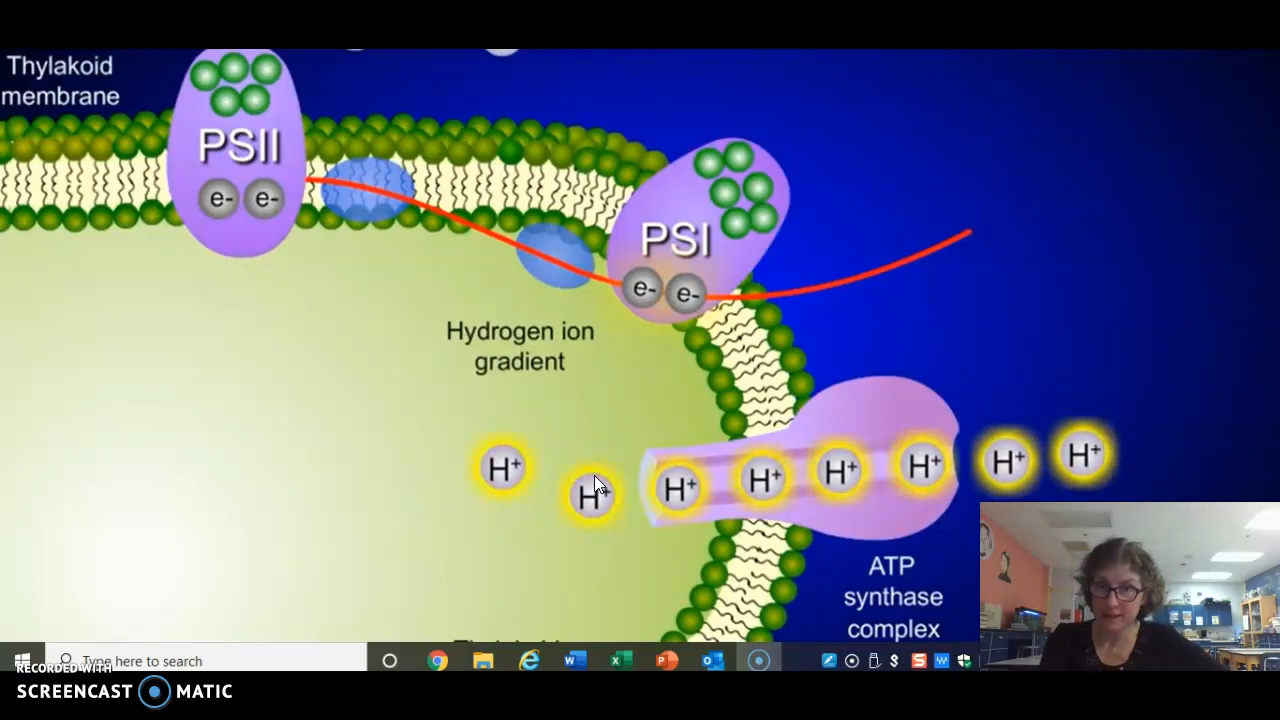 Thylakoid
membrane
PSII
e- e-
PSI
e- e-
Hydrogen ion
gradient
H+ H+ H+ H+ H+ H+ H+ H+
ATP
synthase
complex
Type here to search
RECORDED WITH
SCREENCAST MATIC